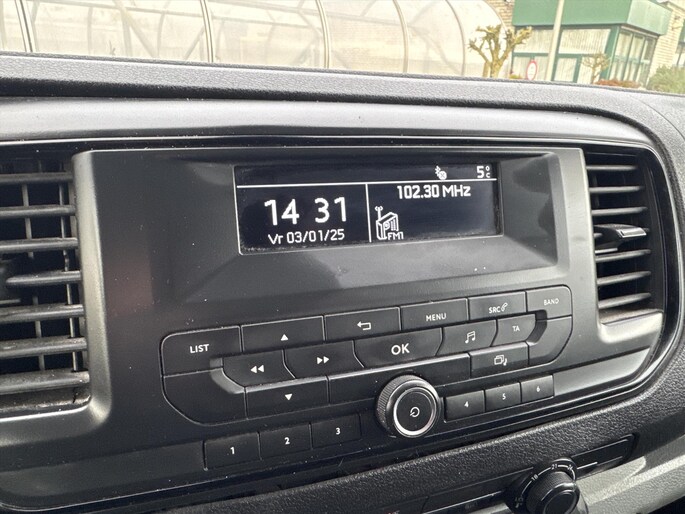 5°C
102.30 MHz
14 31
Vr 03/01/25
FM1
LIST
MENU
SRC
BAND
OK
TA
1
2
3
4
5
6